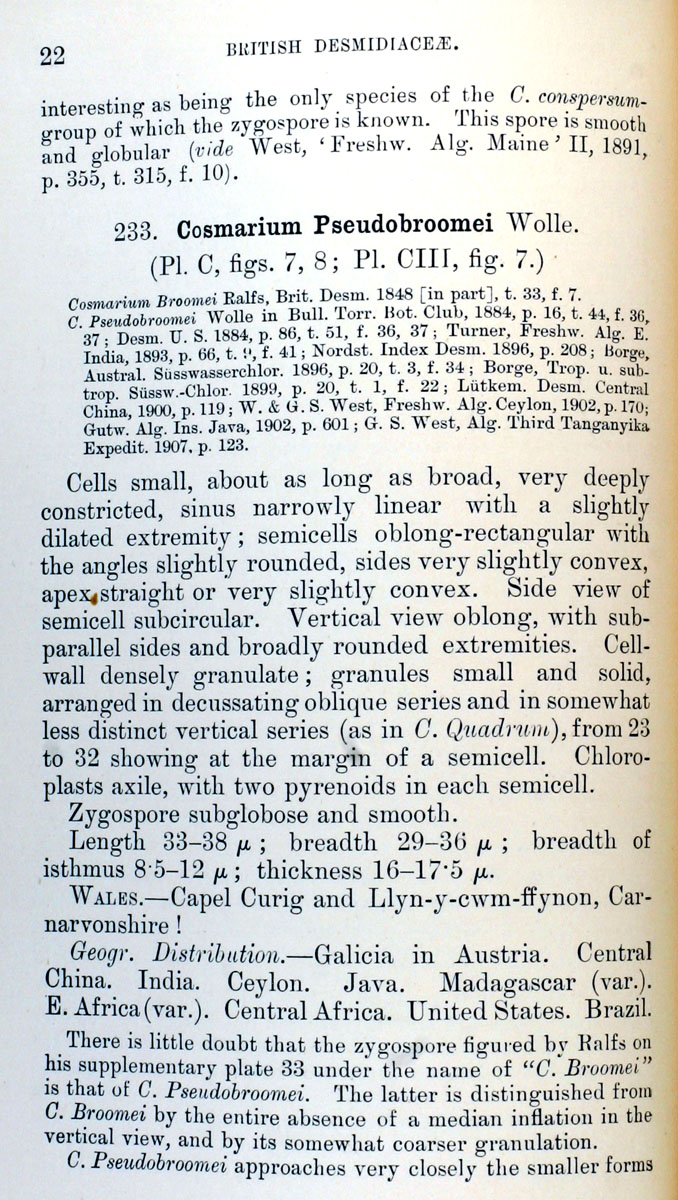 22
BRITISH DESMIDIACEÆ.
interesting as being the only species of the C. conspersum-
group of which the zygospore is known. This spore is smooth
and globular (vide West, ‘Freshw. Alg. Maine’ II, 1891,
p. 355, t. 315, f. 10).
233. Cosmarium Pseudobroomei Wolle.
(Pl. C, figs. 7, 8; Pl. CIII, fig. 7.)
Cosmarium Broomei Ralfs, Brit. Desm. 1848 [in part], t. 33, f. 7.
C. Pseudobroomei Wolle in Bull. Torr. Bot. Club, 1884, p. 16, t. 44, f. 36,
37; Desm. U. S. 1884, p. 86, t. 51, f. 36, 37; Turner, Freshw. Alg. E.
India, 1893, p. 66, t. 9, f. 41; Nordst. Index Desm. 1896, p. 208; Borge,
Austral. Süsswasserchlor. 1896, p. 20, t. 3, f. 34; Borge, Trop. u. sub-
trop. Süssw.-Chlor. 1899, p. 20, t. 1, f. 22; Lütkem. Desm. Central
China, 1900, p. 119; W. & G. S. West, Freshw. Alg. Ceylon, 1902, p. 170;
Gutw. Alg. Ins. Java, 1902, p. 601; G. S. West, Alg. Third Tanganyika
Expedit. 1907, p. 123.
Cells small, about as long as broad, very deeply
constricted, sinus narrowly linear with a slightly
dilated extremity; semicells oblong-rectangular with
the angles slightly rounded, sides very slightly convex,
apex straight or very slightly convex. Side view of
semicell subcircular. Vertical view oblong, with sub-
parallel sides and broadly rounded extremities. Cell-
wall densely granulate; granules small and solid,
arranged in decussating oblique series and in somewhat
less distinct vertical series (as in C. Quadrum), from 23
to 32 showing at the margin of a semicell. Chloro-
plasts axile, with two pyrenoids in each semicell.
Zygospore subglobose and smooth.
Length 33–38 μ; breadth 29–36 μ; breadth of
isthmus 8·5–12 μ; thickness 16–17·5 μ.
WALES.—Capel Curig and Llyn-y-cwm-ffynon, Car-
narvonshire!
Geogr. Distribution.—Galicia in Austria. Central
China. India. Ceylon. Java. Madagascar (var.).
E. Africa (var.). Central Africa. United States. Brazil.
There is little doubt that the zygospore figured by Ralfs on
his supplementary plate 33 under the name of “C. Broomei”
is that of C. Pseudobroomei. The latter is distinguished from
C. Broomei by the entire absence of a median inflation in the
vertical view, and by its somewhat coarser granulation.
C. Pseudobroomei approaches very closely the smaller forms